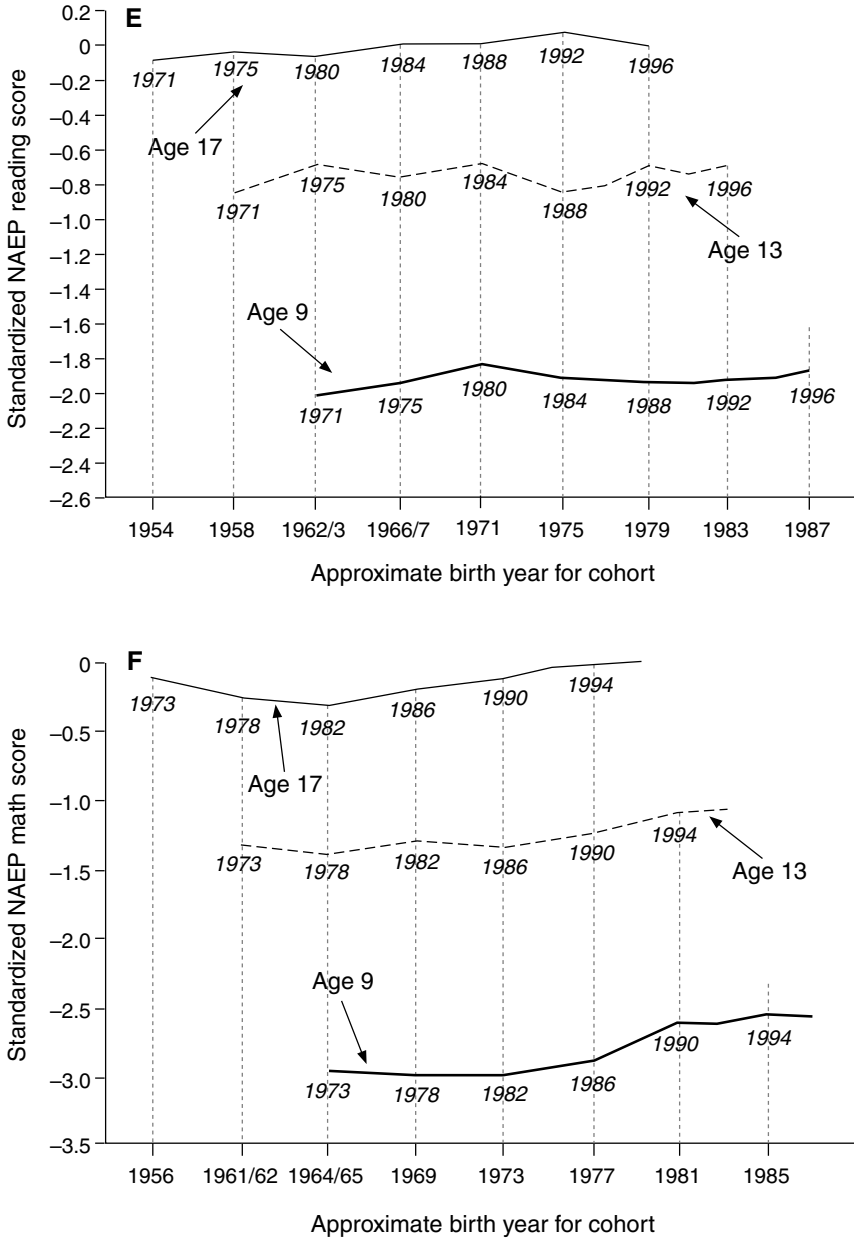 E
Standardized NAEP reading score
0.2
0
–0.2
–0.4
–0.6
–0.8
–1.0
–1.2
–1.4
–1.6
–1.8
–2.0
–2.2
–2.4
–2.6
1971 1975 1980 1984 1988 1992 1996
Age 17
1971 1975 1980 1984 1988 1992 1996
Age 13
Age 9
1971 1975 1980 1984 1988 1992 1996
1954 1958 1962/3 1966/7 1971 1975 1979 1983 1987
Approximate birth year for cohort
F
Standardized NAEP math score
0
–0.5
–1.0
–1.5
–2.0
–2.5
–3.0
–3.5
1973 1978 1982 1986 1990 1994
Age 17
1973 1978 1982 1986 1990 1994
Age 13
Age 9
1973 1978 1982 1986 1990 1994
1956 1961/62 1964/65 1969 1973 1977 1981 1985
Approximate birth year for cohort